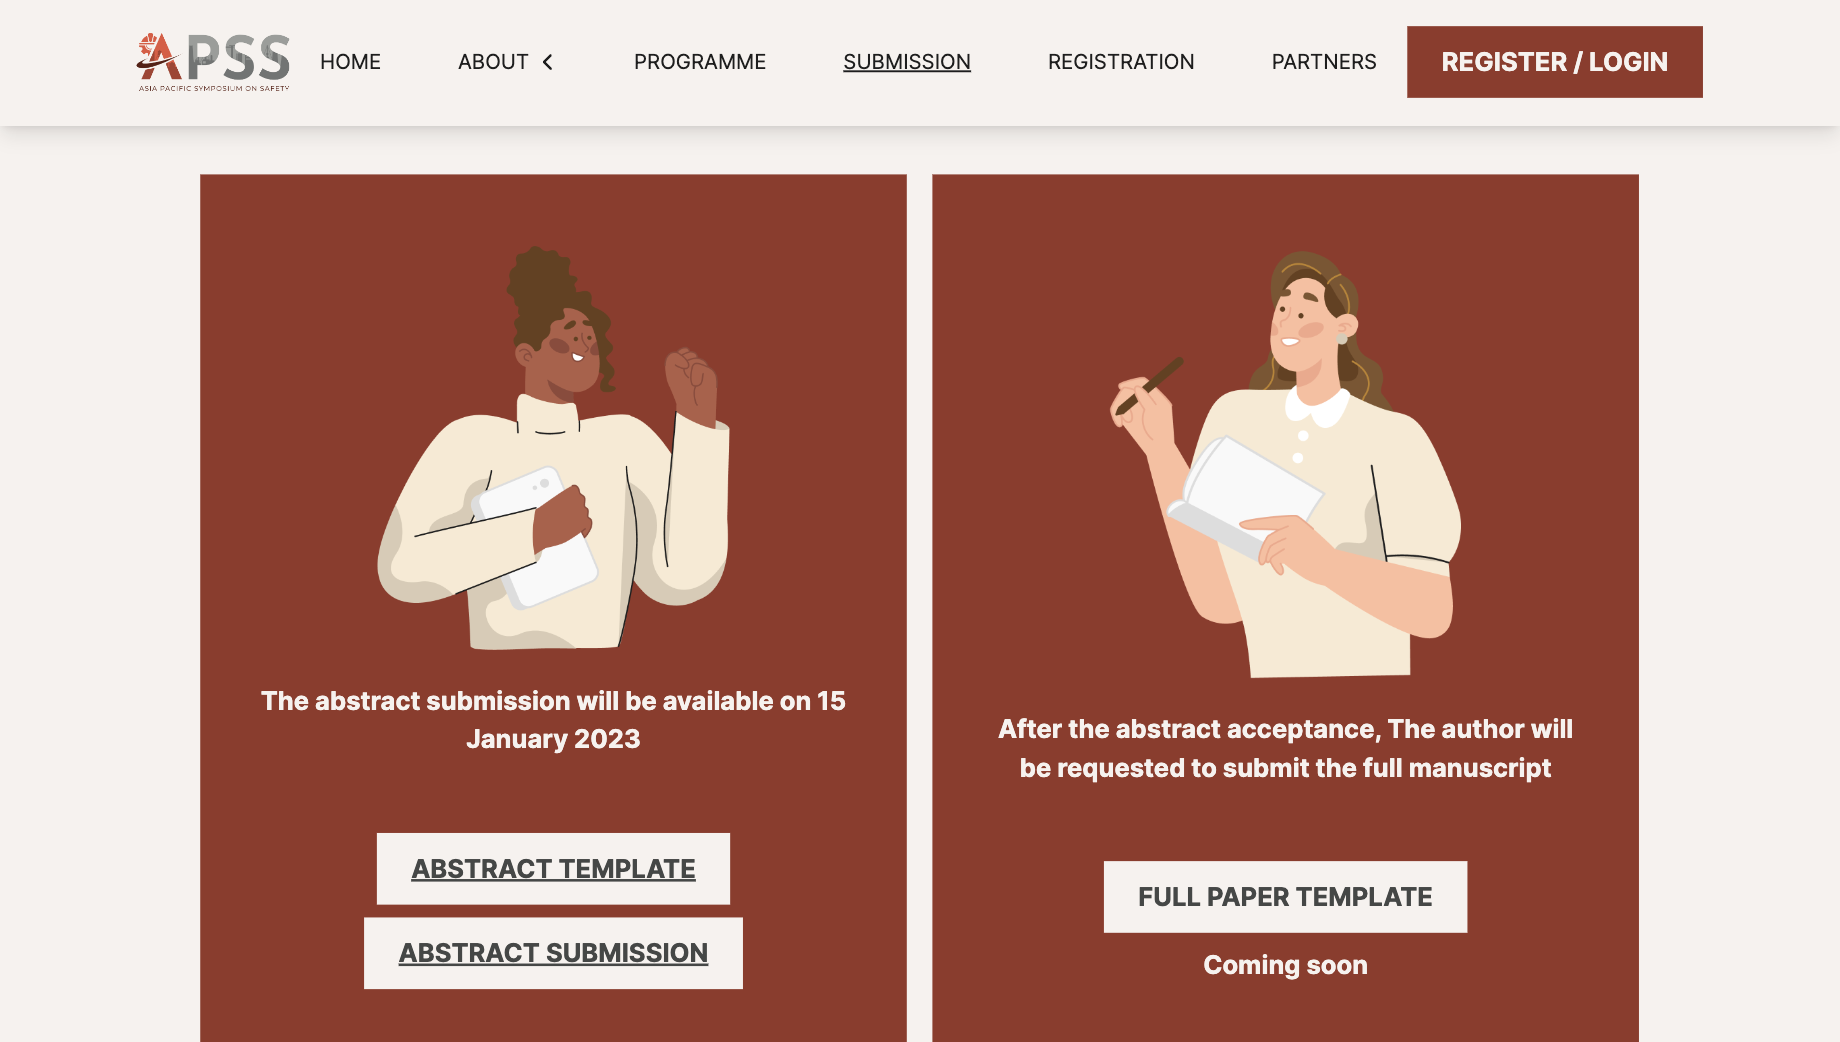 APSS
ASIA PACIFIC SYMPOSIUM ON SAFETY
HOME
ABOUT
PROGRAMME
SUBMISSION
REGISTRATION
PARTNERS
REGISTER / LOGIN
The abstract submission will be available on 15
January 2023
ABSTRACT TEMPLATE
ABSTRACT SUBMISSION
After the abstract acceptance, The author will
be requested to submit the full manuscript
FULL PAPER TEMPLATE
Coming soon